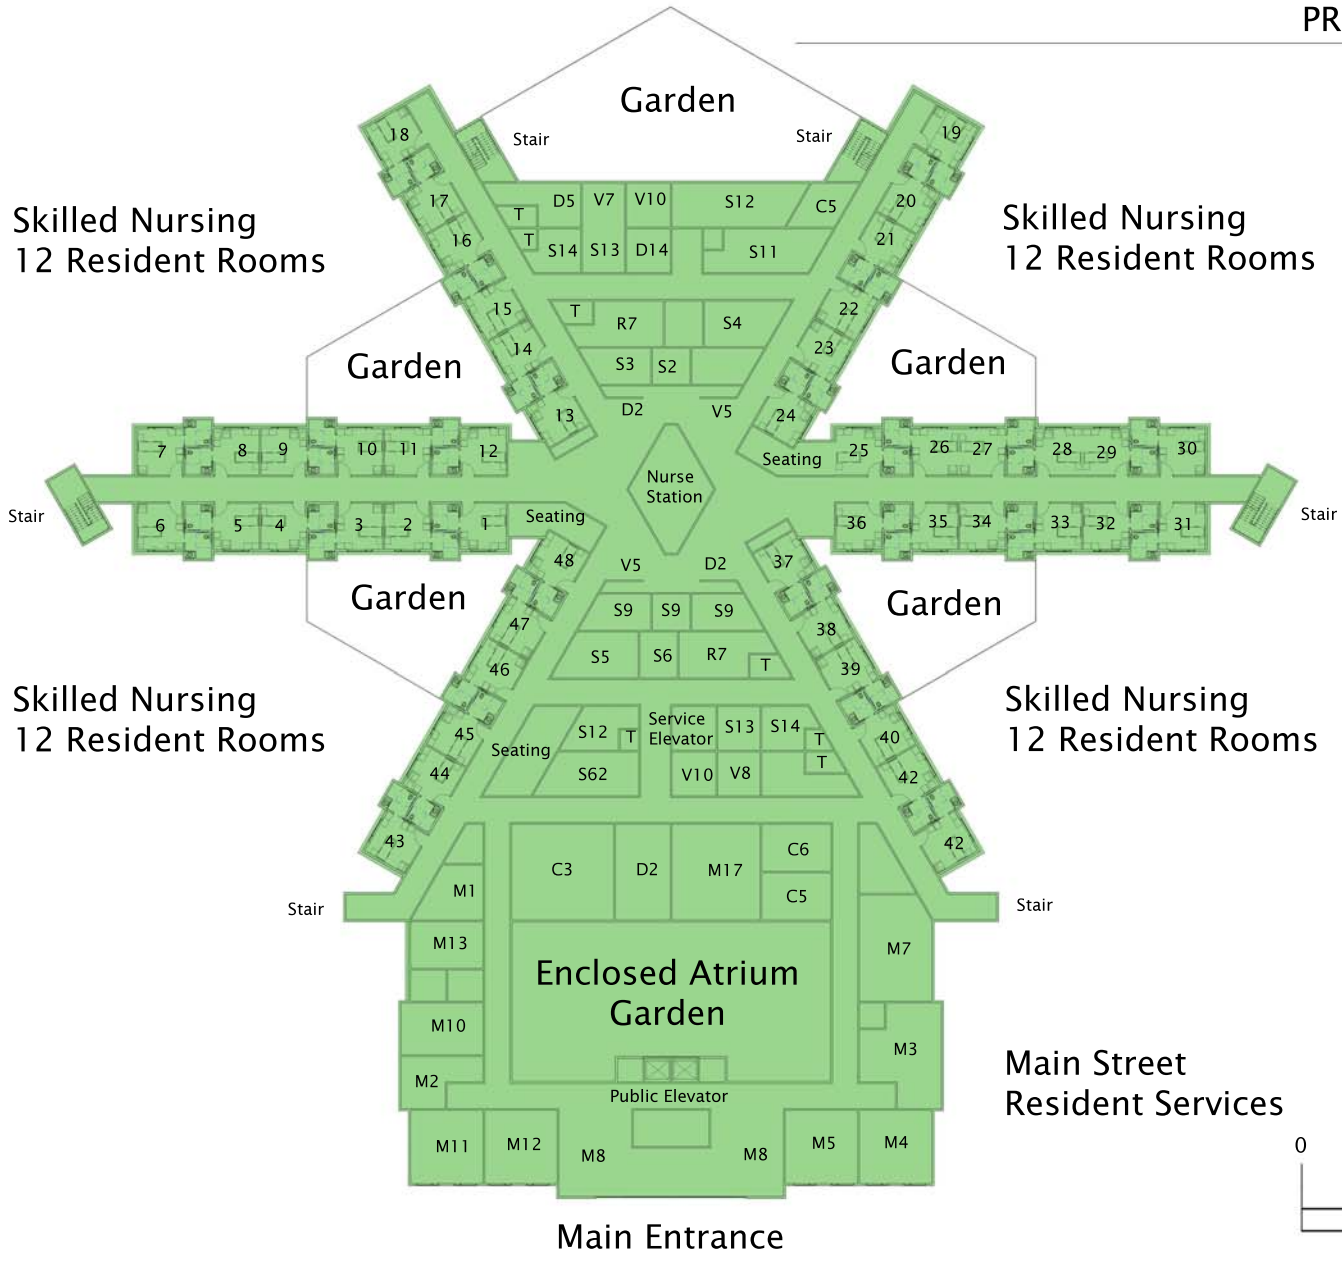 PR
Garden
Stair
Stair
18
19
17
16
20
21
D5
V7
V10
S12
C5
T
T
S14
S13
D14
S11
Skilled Nursing
12 Resident Rooms
Skilled Nursing
12 Resident Rooms
15
14
13
22
23
24
T
R7
S4
S3
S2
D2
V5
Garden
Garden
7
8
9
10
11
12
Seating
25
26
27
28
29
30
Nurse
Station
Stair
6
5
4
3
2
1
Seating
36
35
34
33
32
31
Stair
48
V5
D2
37
Garden
Garden
47
46
S9
S9
S9
38
39
S5
S6
R7
T
Skilled Nursing
12 Resident Rooms
Skilled Nursing
12 Resident Rooms
45
44
43
Seating
S12
T
Service
Elevator
S13
S14
T
T
S62
V10
V8
40
42
42
C3
D2
M17
C6
C5
M1
Stair
Stair
M13
M7
Enclosed Atrium
Garden
M10
M3
M2
Public Elevator
Main Street
Resident Services
M11
M12
M8
M8
M5
M4
0
Main Entrance